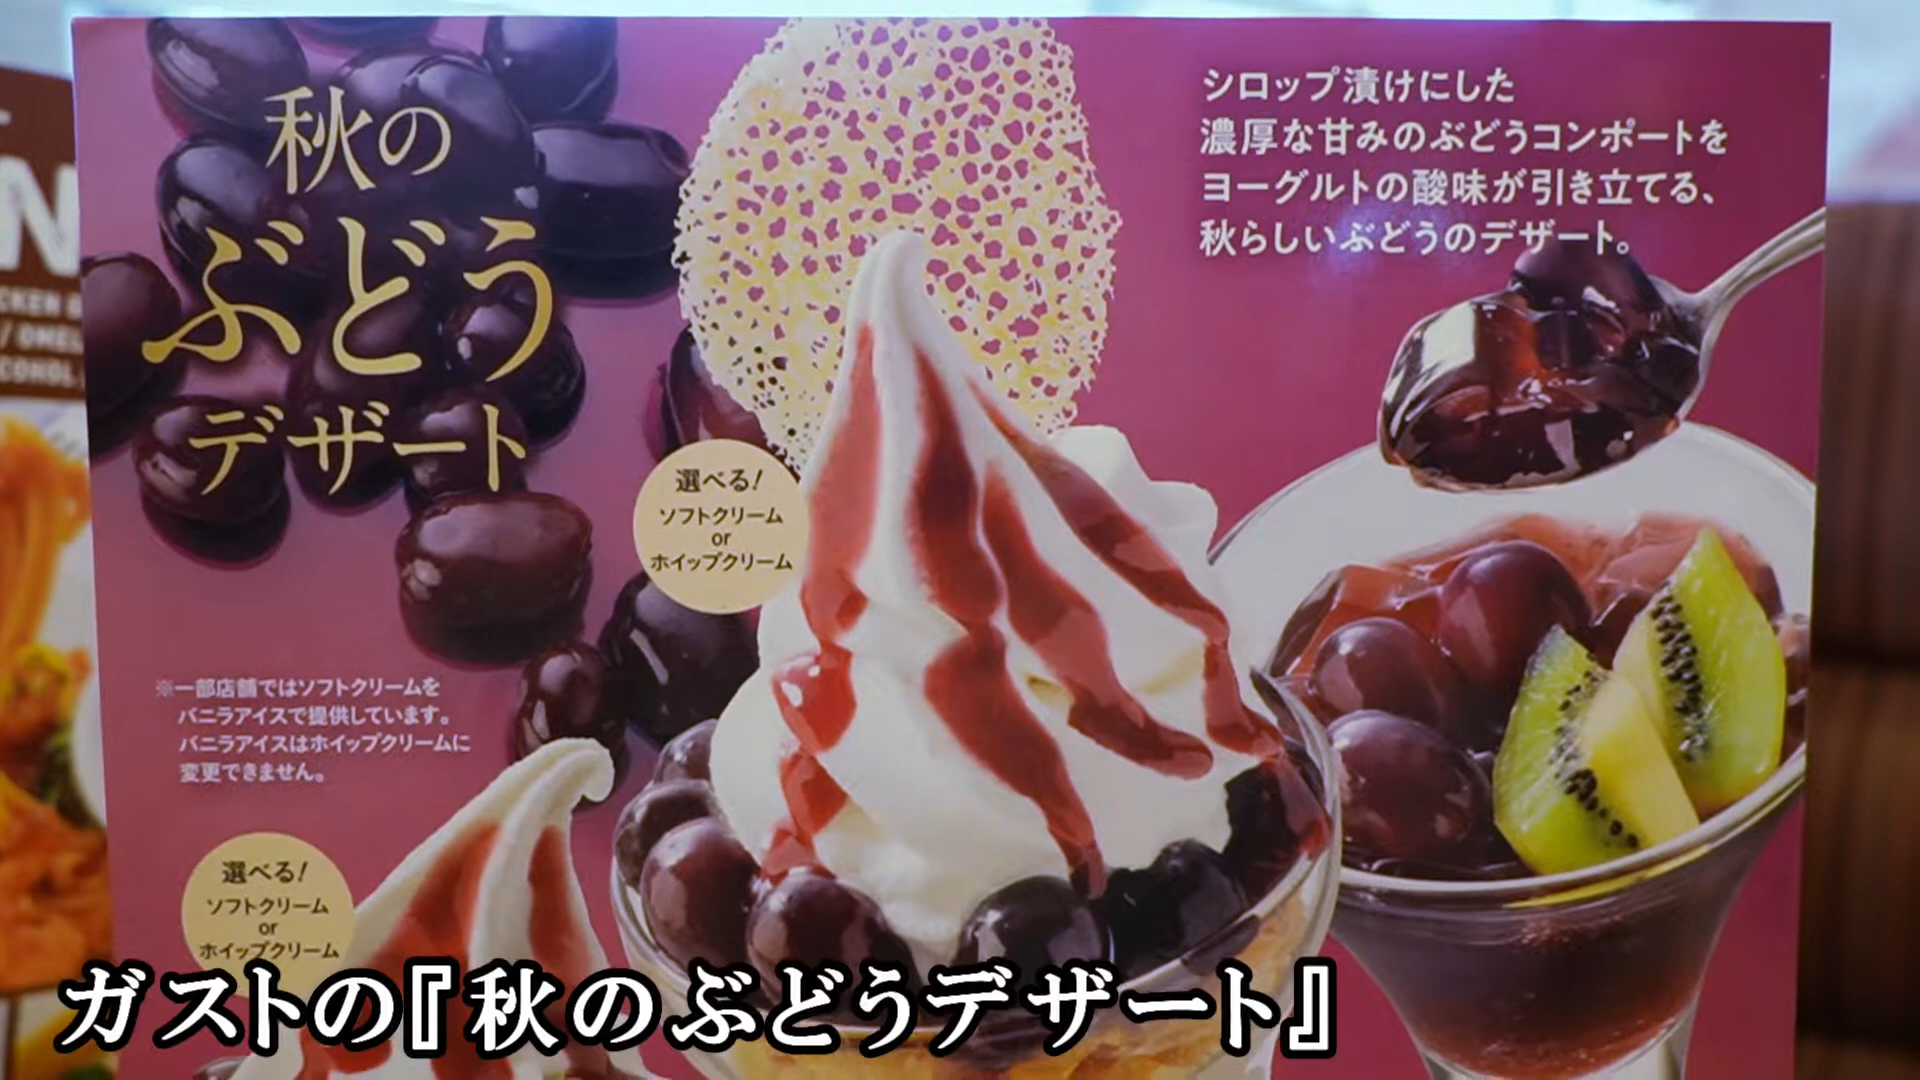 秋の
ぶどう
デザート
シロップ漬けにした
濃厚な甘みのぶどうコンポートを
ヨーグルトの酸味が引き立てる、
秋らしいぶどうのデザート。
選べる!
ソフトクリーム
or
ホイップクリーム
※一部店舗ではソフトクリームを
バニラアイスで提供しています。
バニラアイスはホイップクリームに
変更できません。
選べる!
ソフトクリーム
or
ホイップクリーム
ガストの『秋のぶどうデザート』